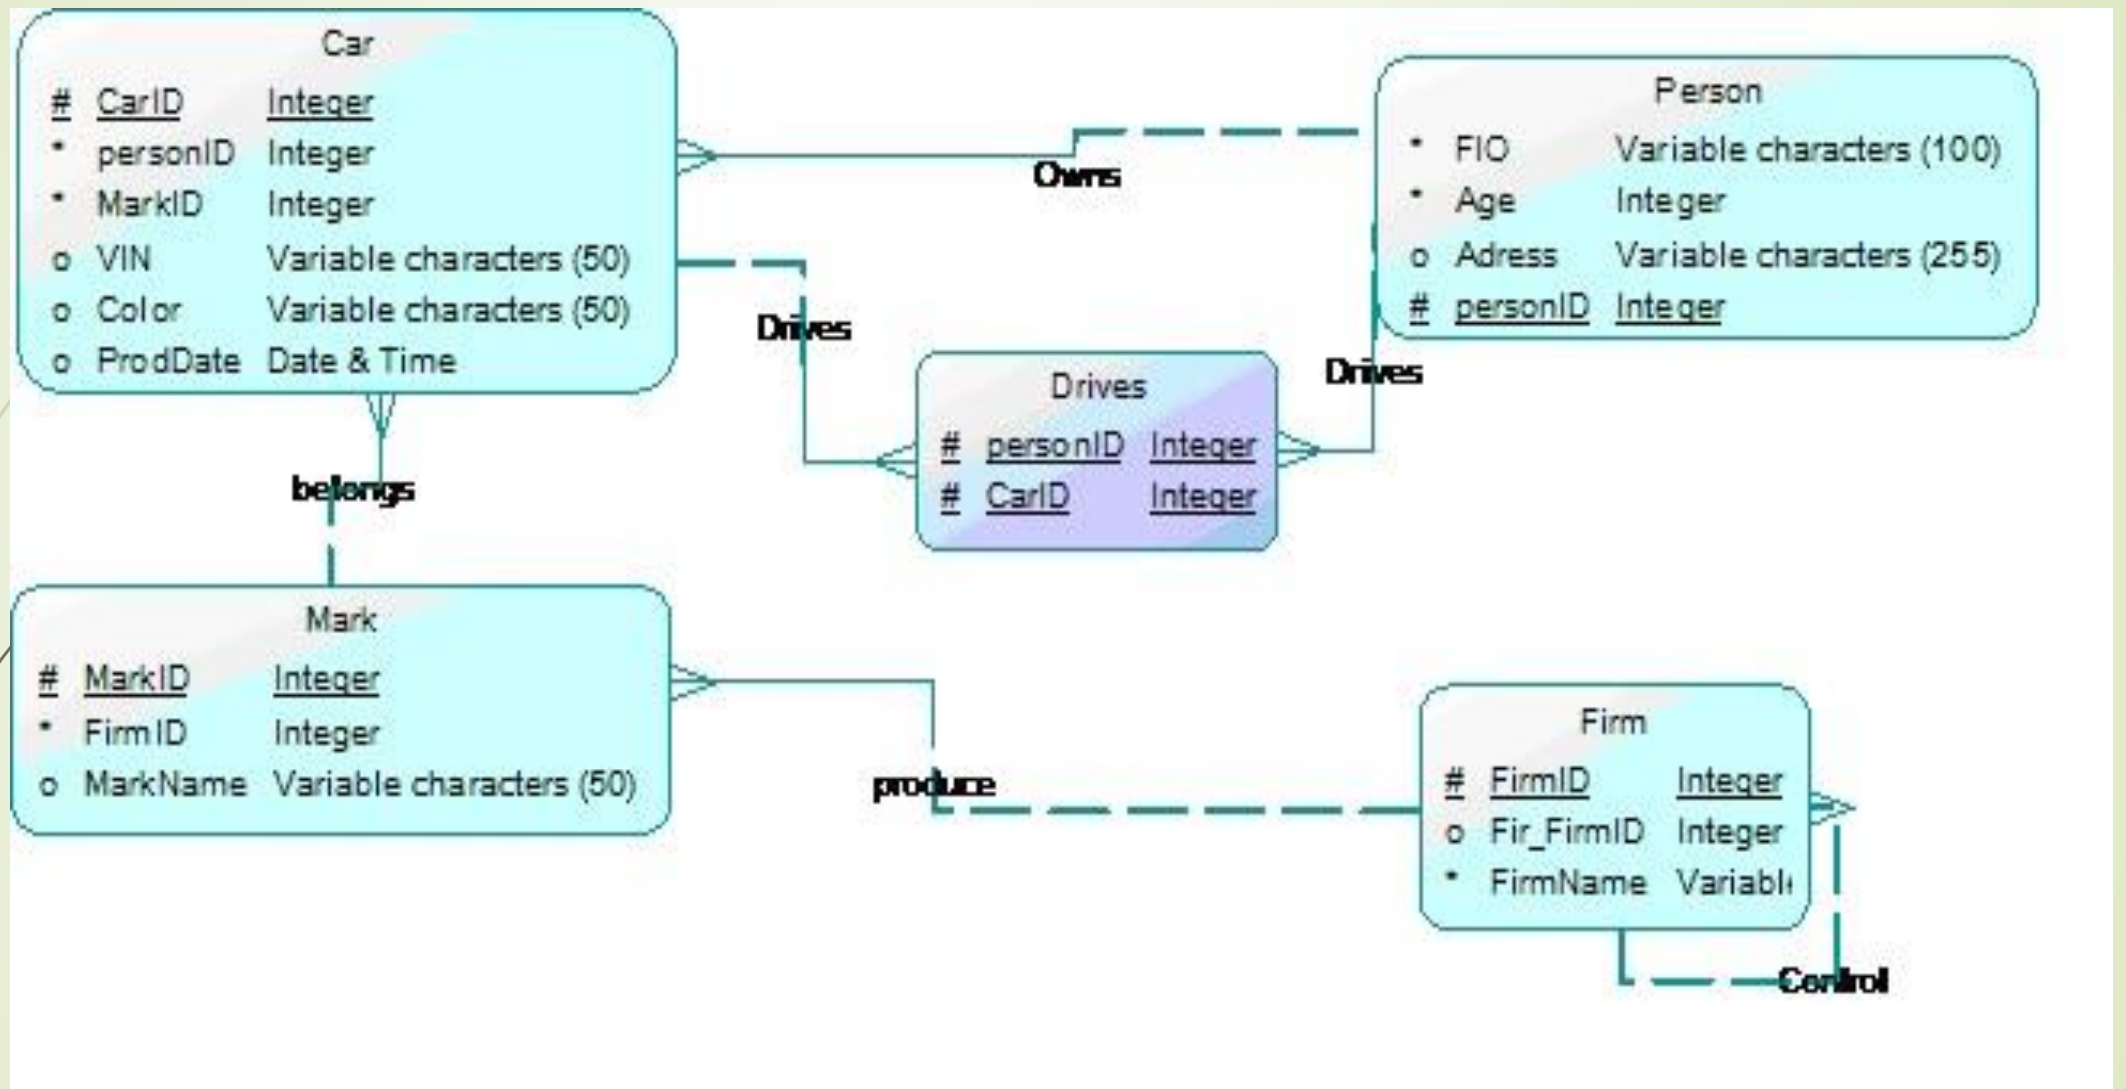 Car
# CarID Integer
* personID Integer
* MarkID Integer
o VIN Variable characters (50)
o Color Variable characters (50)
o ProdDate Date & Time
Owns
Person
* FIO Variable characters (100)
* Age Integer
o Adress Variable characters (255)
# personID Integer
Drives
Drives
Drives
# personID Integer
# CarID Integer
belongs
Mark
# MarkID Integer
* FirmID Integer
o MarkName Variable characters (50)
produce
Firm
# FirmID Integer
o Fir_FirmID Integer
* FirmName Variabl
Control